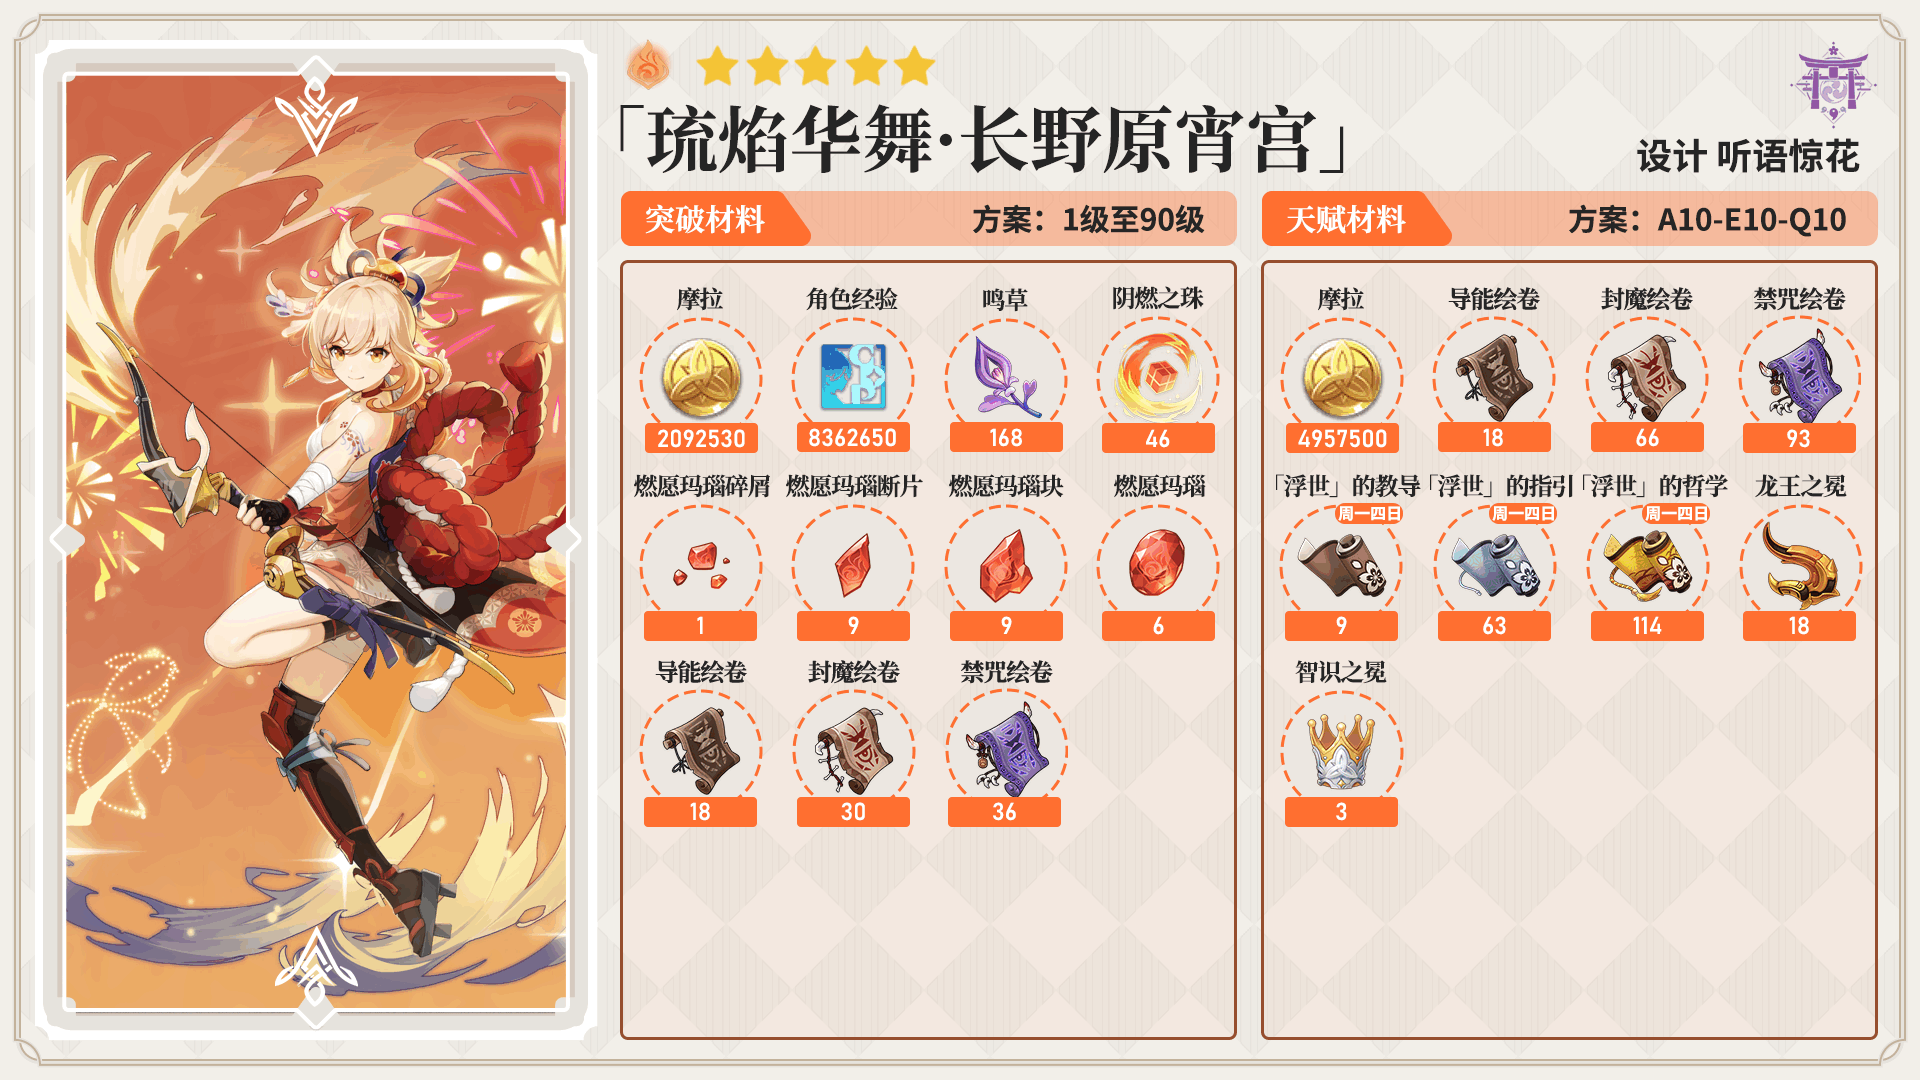 「琉焰华舞·长野原宵宫」
设计 听语惊花
突破材料
方案：1级至90级
摩拉 角色经验 鸣草 阴燃之珠
2092530 8362650 168 46
燃愿玛瑙碎屑 燃愿玛瑙断片 燃愿玛瑙块 燃愿玛瑙
1 9 9 6
导能绘卷 封魔绘卷 禁咒绘卷
18 30 36
天赋材料
方案：A10-E10-Q10
摩拉 导能绘卷 封魔绘卷 禁咒绘卷
4957500 18 66 93
「浮世」的教导 「浮世」的指引 「浮世」的哲学 龙王之冕
周一四日 周一四日 周一四日
9 63 114 18
智识之冕
3